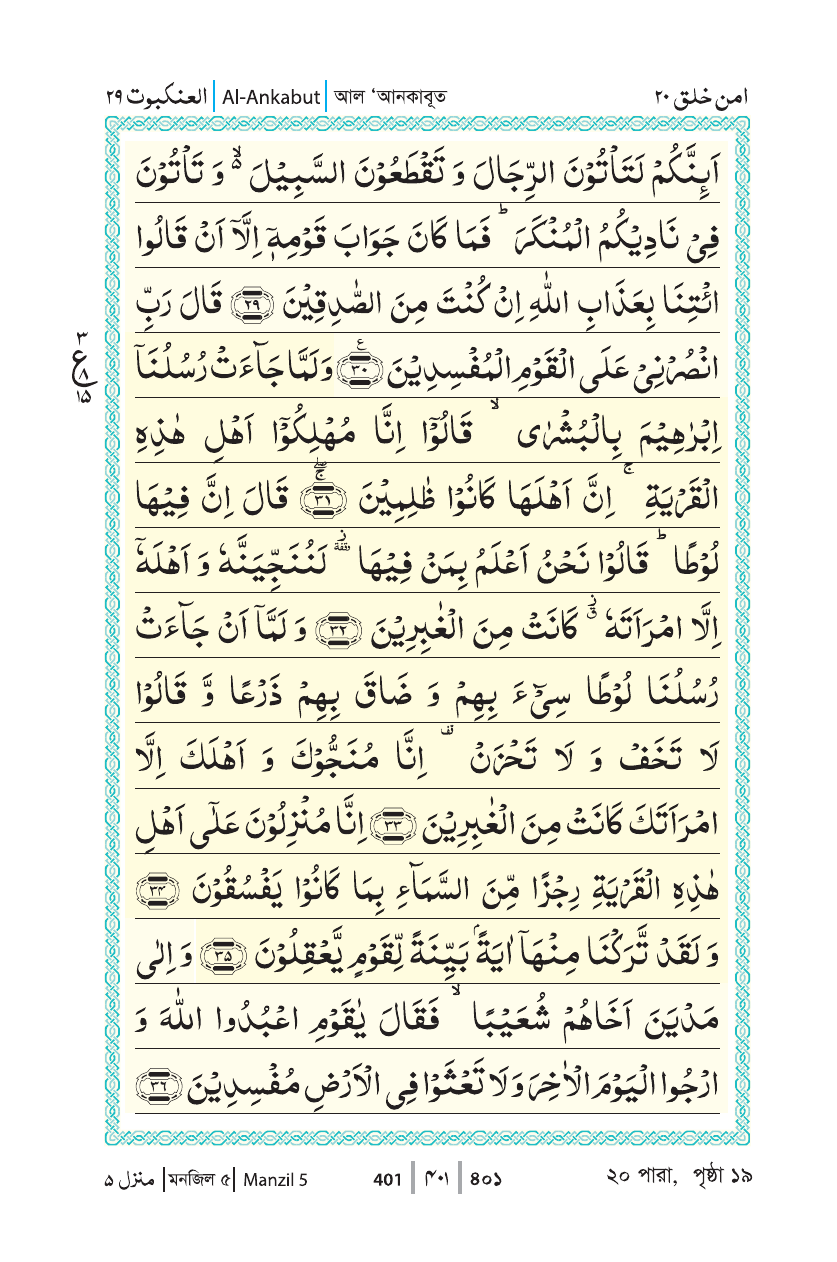 العنكبوت ٢٩ | Al-Ankabut | আল ‘আনকাবূত امن خلق ٢٠
اَىِٕنَّكُمْ لَتَاْتُوْنَ الرِّجَالَ وَ تَقْطَعُوْنَ السَّبِيْلَ ۙ۬ وَ تَاْتُوْنَ
فِيْ نَادِيْكُمُ الْمُنْكَرَ ؕ فَمَا كَانَ جَوَابَ قَوْمِهٖۤ اِلَّاۤ اَنْ قَالُوا
ائْتِنَا بِعَذَابِ اللّٰهِ اِنْ كُنْتَ مِنَ الصّٰدِقِيْنَ ﴿٢٩﴾ قَالَ رَبِّ
انْصُرْنِيْ عَلَى الْقَوْمِ الْمُفْسِدِيْنَ ﴿٣٠﴾ع وَلَمَّا جَآءَتْ رُسُلُنَاۤ
٣
ع
٨
١٥
اِبْرٰهِيْمَ بِالْبُشْرٰى ۙ قَالُوْۤا اِنَّا مُهْلِكُوْۤا اَهْلِ هٰذِهِ
الْقَرْيَةِ ۚ اِنَّ اَهْلَهَا كَانُوْا ظٰلِمِيْنَ ﴿٣١﴾ۚۖ قَالَ اِنَّ فِيْهَا
لُوْطًا ؕ قَالُوْا نَحْنُ اَعْلَمُ بِمَنْ فِيْهَا ٝ۫ لَنُنَجِّيَنَّهٗ وَ اَهْلَهٗۤ
اِلَّا امْرَاَتَهٗ ٗ۫ كَانَتْ مِنَ الْغٰبِرِيْنَ ﴿٣٢﴾ وَ لَمَّاۤ اَنْ جَآءَتْ
رُسُلُنَا لُوْطًا سِيْٓءَ بِهِمْ وَ ضَاقَ بِهِمْ ذَرْعًا وَّ قَالُوْا
لَا تَخَفْ وَ لَا تَحْزَنْ ۫ اِنَّا مُنَجُّوْكَ وَ اَهْلَكَ اِلَّا
امْرَاَتَكَ كَانَتْ مِنَ الْغٰبِرِيْنَ ﴿٣٣﴾ اِنَّا مُنْزِلُوْنَ عَلٰۤى اَهْلِ
هٰذِهِ الْقَرْيَةِ رِجْزًا مِّنَ السَّمَآءِ بِمَا كَانُوْا يَفْسُقُوْنَ ﴿٣٤﴾
وَ لَقَدْ تَّرَكْنَا مِنْهَاۤ اٰيَةًۢ بَيِّنَةً لِّقَوْمٍ يَّعْقِلُوْنَ ﴿٣٥﴾ وَ اِلٰى
مَدْيَنَ اَخَاهُمْ شُعَيْبًا ۙ فَقَالَ يٰقَوْمِ اعْبُدُوا اللّٰهَ وَ
ارْجُوا الْيَوْمَ الْاٰخِرَ وَ لَا تَعْثَوْا فِي الْاَرْضِ مُفْسِدِيْنَ ﴿٣٦﴾
منزل ٥ | মনজিল ৫ | Manzil 5 401 | ٤٠١ | ৪০১ ২০ পারা, পৃষ্ঠা ১৯